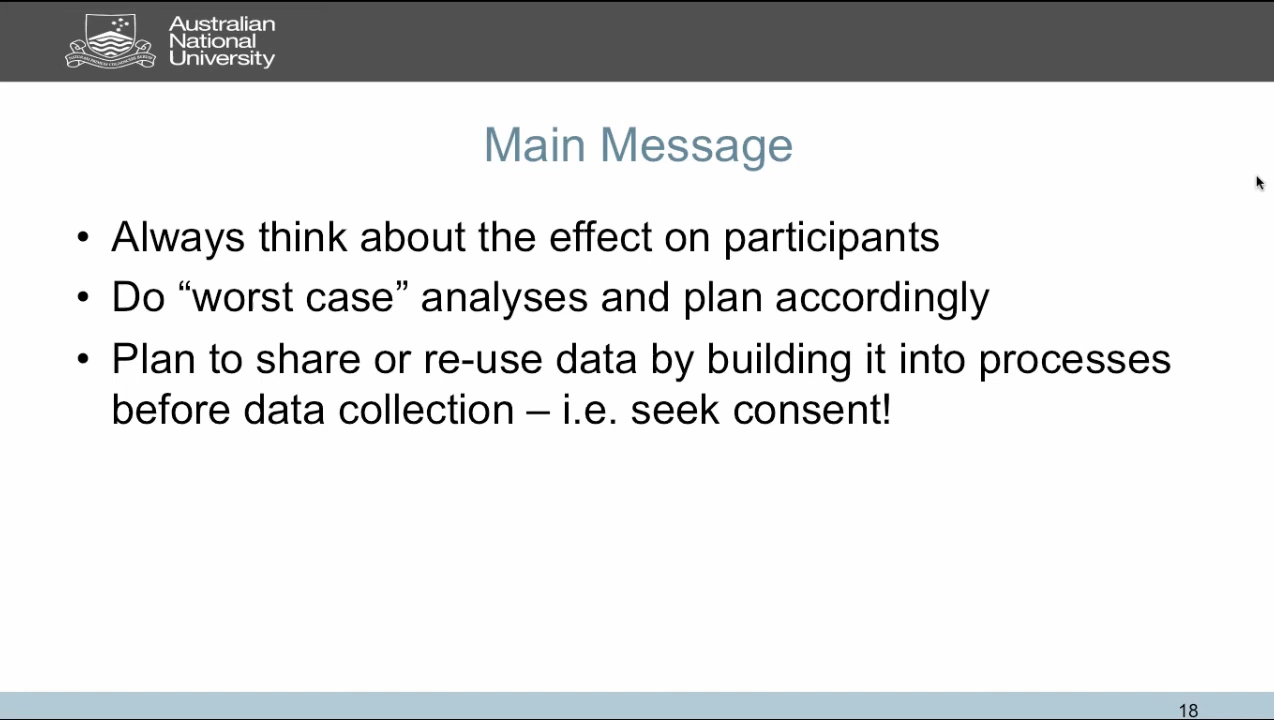 Australian
National
University
Main Message
• Always think about the effect on participants
• Do “worst case” analyses and plan accordingly
• Plan to share or re-use data by building it into processes
before data collection – i.e. seek consent!
18